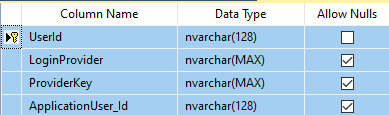 Column Name Data Type Allow Nulls
UserId nvarchar(128)
LoginProvider nvarchar(MAX)
ProviderKey nvarchar(MAX)
ApplicationUser_Id nvarchar(128)